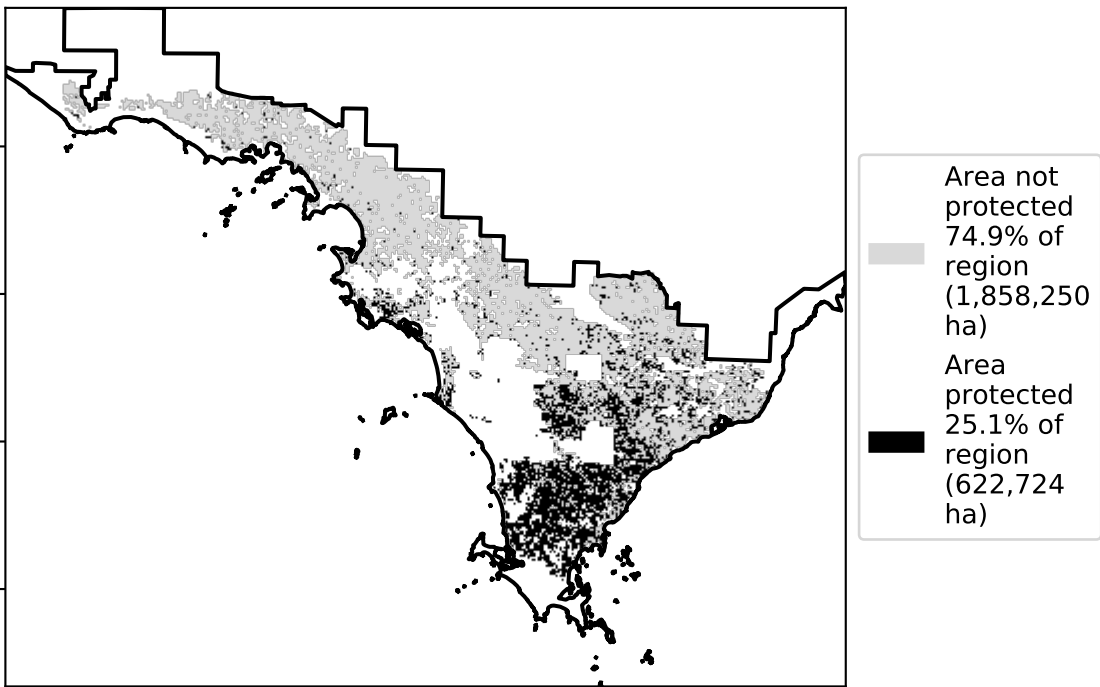 Area not
protected
74.9% of
region
(1,858,250
ha)
Area
protected
25.1% of
region
(622,724
ha)